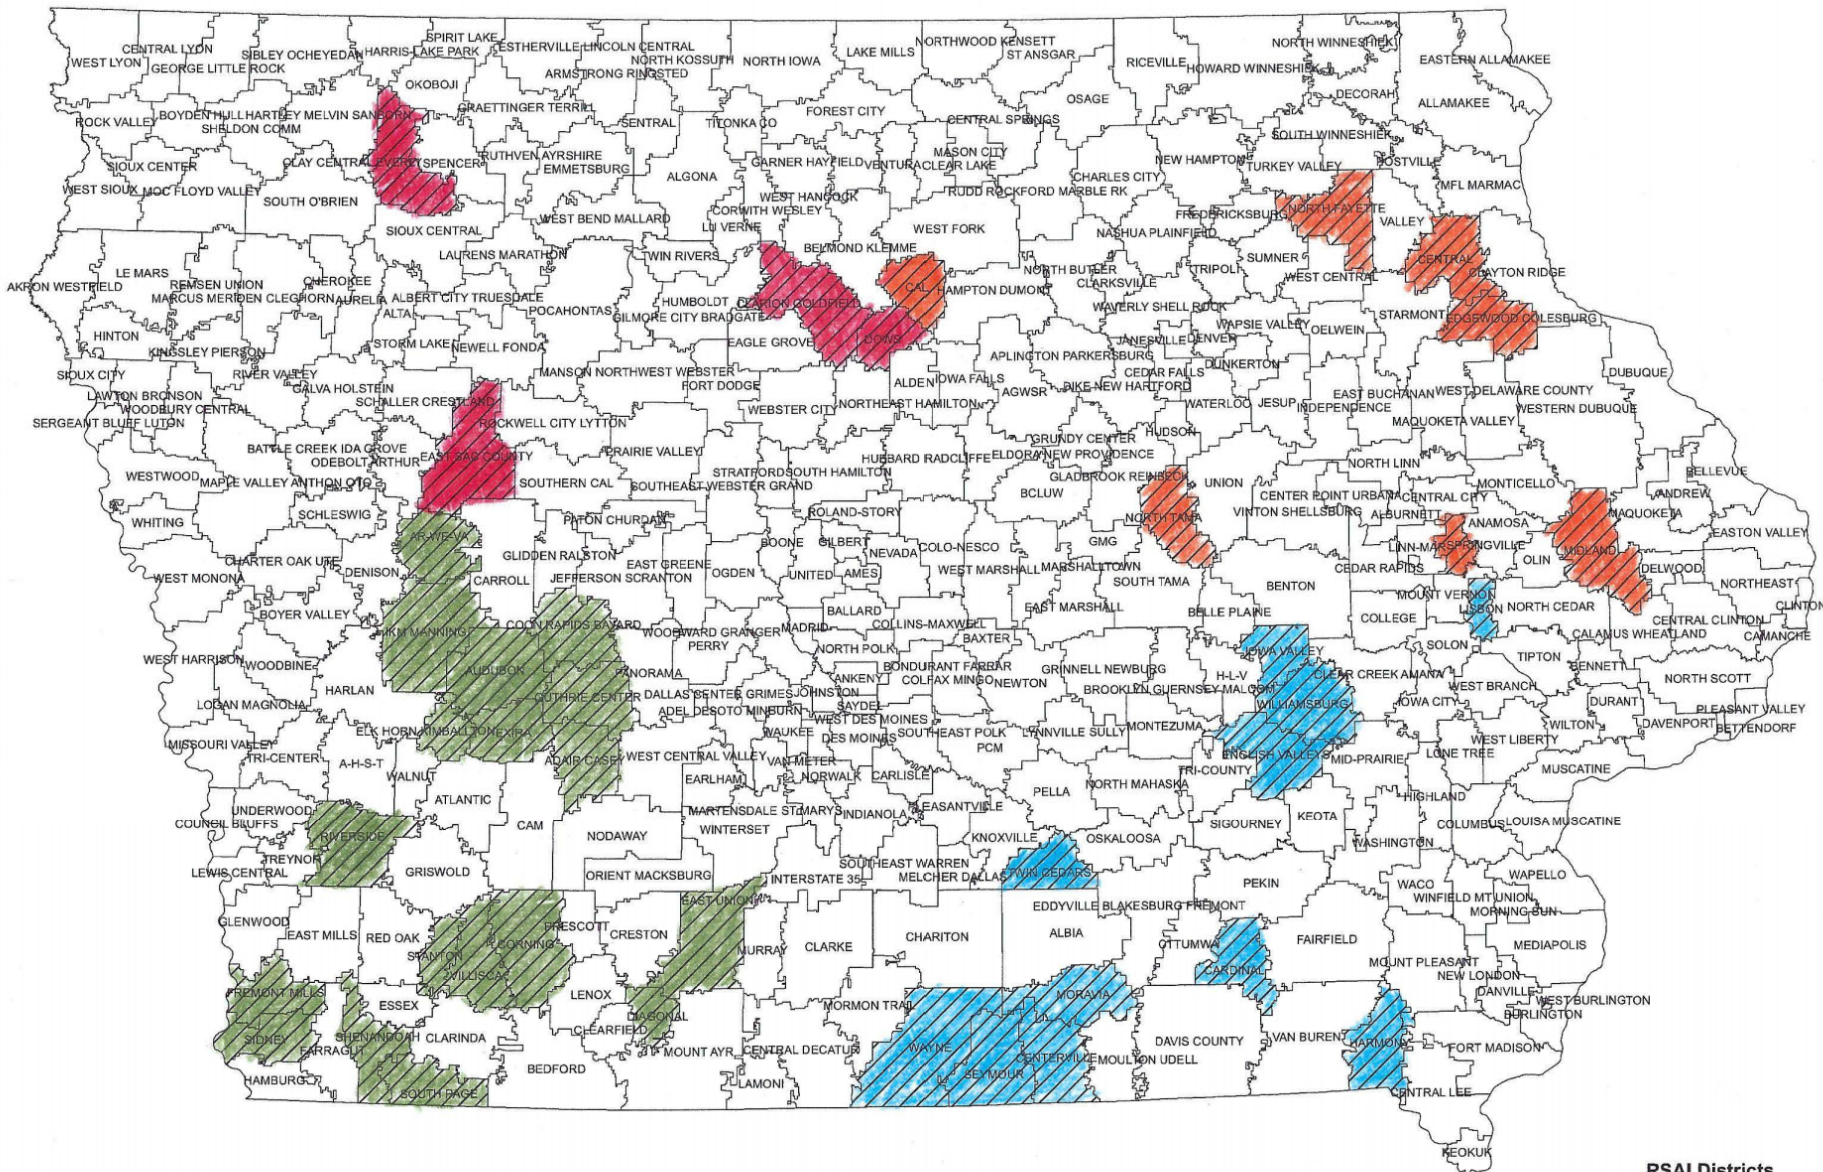 SPIRIT LAKE
CENTRAL LYON
SIBLEY OCHEYEDAN
HARRIS-LAKE PARK
ESTHERVILLE LINCOLN CENTRAL
NORTH KOSSUTH
LAKE MILLS
NORTHWOOD KENSETT
ST ANSGAR
NORTH WINNESHIEK
EASTERN ALLAMAKEE
WEST LYON
GEORGE LITTLE ROCK
OKOBOJI
ARMSTRONG RINGSTED
NORTH IOWA
RICEVILLE
HOWARD WINNESHIEK
DECORAH
ALLAMAKEE
ROCK VALLEY
BOYDEN HULL
HARTLEY MELVIN SANBORN
GRAETTINGER TERRIL
SENTRAL
TITONKA CO
FOREST CITY
CENTRAL SPRINGS
OSAGE
SHELDON COMM
SOUTH WINNESHIEK
SIOUX CENTER
CLAY CENTRAL EVERLY
SPENCER
RUTHVEN AYRSHIRE
EMMETSBURG
ALGONA
GARNER HAYFIELD
VENTURA
CLEAR LAKE
MASON CITY
NEW HAMPTON
TURKEY VALLEY
POSTVILLE
WEST SIOUX
MOC FLOYD VALLEY
SOUTH O'BRIEN
WEST HANCOCK
RUDD ROCKFORD MARBLE RK
CHARLES CITY
MFL MARMAC
CORWITH WESLEY
WEST BEND MALLARD
LU VERNE
WEST FORK
FREDERICKSBURG
NORTH FAYETTE
VALLEY
SIOUX CENTRAL
NASHUA PLAINFIELD
LAURENS MARATHON
TWIN RIVERS
BELMOND KLEMME
SUMNER
CENTRAL
LE MARS
AKRON WESTFIELD
REMSEN UNION
CHEROKEE
NORTH BUTLER
CLARKSVILLE
TRIPOLI
WEST CENTRAL
CLAYTON RIDGE
MARCUS MERIDEN CLEGHORN
AURELIA
ALBERT CITY TRUESDALE
ALTA
POCAHONTAS
HUMBOLDT
GILMORE CITY BRADGATE
CLARION GOLDFIELD
CAL
HAMPTON DUMONT
WAVERLY SHELL ROCK
STARMONT
EDGEWOOD COLESBURG
HINTON
KINGSLEY PIERSON
STORM LAKE
NEWELL FONDA
EAGLE GROVE
DOWS
APLINGTON PARKERSBURG
JANESVILLE
DENVER
WAPSIE VALLEY
OELWEIN
SIOUX CITY
RIVER VALLEY
GALVA HOLSTEIN
MANSON NORTHWEST WEBSTER
FORT DODGE
ALDEN
IOWA FALLS
AGWSR
CEDAR FALLS
DIKE NEW HARTFORD
DUNKERTON
DUBUQUE
LAWTON BRONSON
WOODBURY CENTRAL
SCHALLER CRESTLAND
WEBSTER CITY
NORTHEAST HAMILTON
WATERLOO
JESUP
INDEPENDENCE
EAST BUCHANAN
WEST DELAWARE COUNTY
WESTERN DUBUQUE
SERGEANT BLUFF LUTON
ROCKWELL CITY LYTTON
MAQUOKETA VALLEY
BATTLE CREEK IDA GROVE
ODEBOLT ARTHUR
EAST SAC COUNTY
PRAIRIE VALLEY
GRUNDY CENTER
HUDSON
HUBBARD RADCLIFFE
ELDORA NEW PROVIDENCE
NORTH LINN
BELLEVUE
WESTWOOD
MAPLE VALLEY ANTHON OTO
SOUTHERN CAL
SOUTHEAST WEBSTER GRAND
STRATFORD
SOUTH HAMILTON
BCLUW
GLADBROOK REINBECK
UNION
MONTICELLO
ANDREW
WHITING
SCHLESWIG
PATON CHURDAN
ROLAND-STORY
NORTH TAMA
CENTER POINT URBANA
VINTON SHELLSBURG
CENTRAL CITY
ALBURNETT
ANAMOSA
MAQUOKETA
EASTON VALLEY
CHARTER OAK UTE
AR-WE-VA
GLIDDEN RALSTON
BOONE
GILBERT
NEVADA
COLO-NESCO
GMG
LINN-MAR
SPRINGVILLE
OLIN
MIDLAND
DELWOOD
WEST MONONA
DENISON
CARROLL
JEFFERSON SCRANTON
EAST GREENE
OGDEN
UNITED
AMES
WEST MARSHALL
MARSHALLTOWN
SOUTH TAMA
BENTON
CEDAR RAPIDS
NORTHEAST
BOYER VALLEY
BALLARD
EAST MARSHALL
BELLE PLAINE
MOUNT VERNON
LISBON
NORTH CEDAR
CLINTON
COLLEGE
CENTRAL CLINTON
IKM MANNING
COON RAPIDS BAYARD
WOODWARD GRANGER
PERRY
MADRID
COLLINS-MAXWELL
BAXTER
CALAMUS WHEATLAND
CAMANCHE
WEST HARRISON
WOODBINE
AUDUBON
PANORAMA
NORTH POLK
IOWA VALLEY
SOLON
TIPTON
BENNETT
HARLAN
GUTHRIE CENTER
DALLAS CENTER GRIMES
JOHNSTON
ANKENY
BONDURANT FARRAR
COLFAX MINGO
NEWTON
GRINNELL NEWBURG
H-L-V
CLEAR CREEK AMANA
WEST BRANCH
NORTH SCOTT
LOGAN MAGNOLIA
ADEL DESOTO MINBURN
SAYDEL
BROOKLYN GUERNSEY MALCOM
WILLIAMSBURG
IOWA CITY
DURANT
PLEASANT VALLEY
ELK HORN KIMBALLTON
EXIRA
WAUKEE
WEST DES MOINES
DES MOINES
SOUTHEAST POLK
PCM
LYNNVILLE SULLY
MONTEZUMA
WILTON
DAVENPORT
BETTENDORF
MISSOURI VALLEY
TRI-CENTER
A-H-S-T
ADAIR CASEY
WEST CENTRAL VALLEY
VAN METER
ENGLISH VALLEYS
MID-PRAIRIE
LONE TREE
WEST LIBERTY
WALNUT
EARLHAM
NORWALK
CARLISLE
TRI-COUNTY
MUSCATINE
ATLANTIC
PELLA
NORTH MAHASKA
UNDERWOOD
COUNCIL BLUFFS
RIVERSIDE
CAM
NODAWAY
MARTENSDALE ST MARYS
WINTERSET
INDIANOLA
PLEASANTVILLE
SIGOURNEY
KEOTA
HIGHLAND
COLUMBUS
LOUISA MUSCATINE
KNOXVILLE
OSKALOOSA
WASHINGTON
TREYNOR
LEWIS CENTRAL
GRISWOLD
ORIENT MACKSBURG
INTERSTATE 35
SOUTHEAST WARREN
MELCHER DALLAS
TWIN CEDARS
PEKIN
WACO
WAPELLO
WINFIELD MT UNION
MORNING SUN
EAST UNION
EDDYVILLE BLAKESBURG FREMONT
GLENWOOD
EAST MILLS
RED OAK
STANTON
CORNING
PRESCOTT
CRESTON
MURRAY
CLARKE
CHARITON
ALBIA
OTTUMWA
FAIRFIELD
MEDIAPOLIS
VILLISCA
CARDINAL
MOUNT PLEASANT
NEW LONDON
DANVILLE
WEST BURLINGTON
BURLINGTON
FREMONT MILLS
ESSEX
LENOX
DIAGONAL
MORMON TRAIL
MORAVIA
SIDNEY
FARRAGUT
SHENANDOAH
CLARINDA
CLEARFIELD
MOUNT AYR
CENTRAL DECATUR
WAYNE
CENTERVILLE
MOULTON UDELL
DAVIS COUNTY
VAN BUREN
HARMONY
FORT MADISON
HAMBURG
SOUTH PAGE
BEDFORD
LAMONI
SEYMOUR
CENTRAL LEE
KEOKUK
RSAI Districts